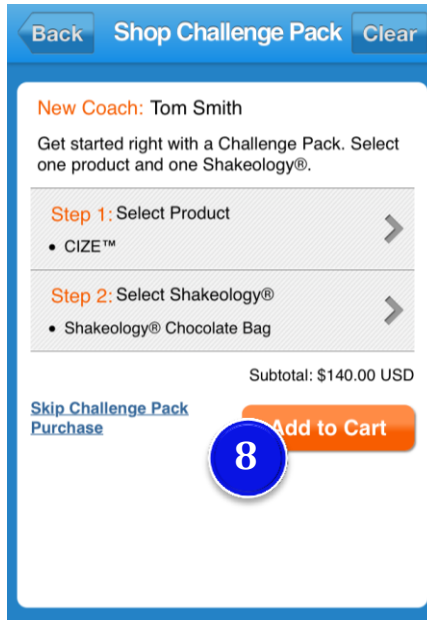 Back Shop Challenge Pack Clear
New Coach: Tom Smith
Get started right with a Challenge Pack. Select
one product and one Shakeology®.
Step 1: Select Product
• CIZE™
Step 2: Select Shakeology®
• Shakeology® Chocolate Bag
Subtotal: $140.00 USD
Skip Challenge Pack
Purchase
Add to Cart
8